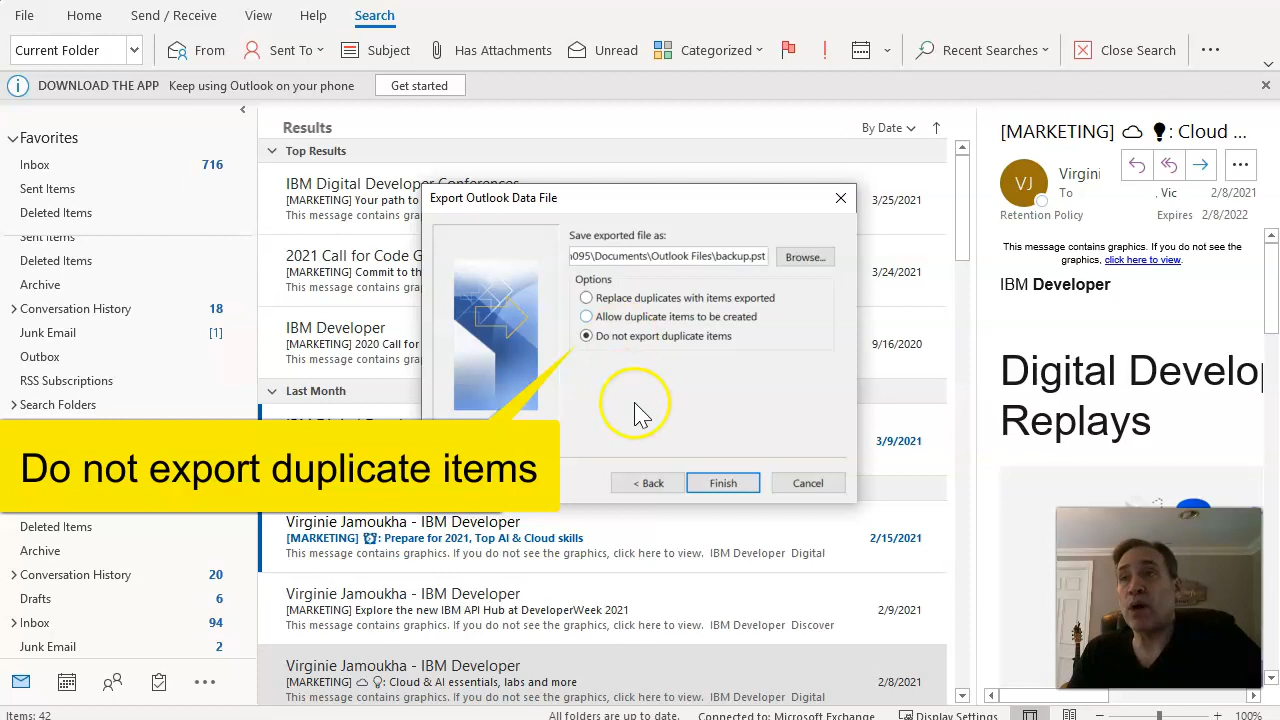 File Home Send / Receive View Help Search
Current Folder From Sent To Subject Has Attachments Unread Categorized Recent Searches Close Search
DOWNLOAD THE APP Keep using Outlook on your phone Get started
Favorites
Inbox 716
Sent Items
Deleted Items
Sent Items
Deleted Items
Archive
Conversation History 18
Junk Email [1]
Outbox
RSS Subscriptions
Search Folders
Deleted Items
Archive
Conversation History 20
Drafts 6
Inbox 94
Junk Email 2
Items: 42
Results By Date
Top Results
IBM Digital Developer Conferences
[MARKETING] Your path to 3/25/2021
This message contains grap
2021 Call for Code G
[MARKETING] Commit to th 3/24/2021
This message contains grap
IBM Developer
[MARKETING] 2020 Call for 9/16/2020
This message contains grap
Last Month
3/9/2021
Virginie Jamoukha - IBM Developer
[MARKETING] : Prepare for 2021, Top AI & Cloud skills 2/15/2021
This message contains graphics. If you do not see the graphics, click here to view. IBM Developer Digital
Virginie Jamoukha - IBM Developer
[MARKETING] Explore the new IBM API Hub at DeveloperWeek 2021 2/9/2021
This message contains graphics. If you do not see the graphics, click here to view. IBM Developer Discover
Virginie Jamoukha - IBM Developer
[MARKETING] : Cloud & AI essentials, labs and more 2/8/2021
This message contains graphics. If you do not see the graphics, click here to view. IBM Developer Digital
Export Outlook Data File
Save exported file as:
095\Documents\Outlook Files\backup.pst Browse...
Options
Replace duplicates with items exported
Allow duplicate items to be created
Do not export duplicate items
< Back Finish Cancel
Do not export duplicate items
[MARKETING] : Cloud ...
VJ
Virgini
To , Vic 2/8/2021
Retention Policy Expires 2/8/2022
This message contains graphics. If you do not see the
graphics, click here to view.
IBM Developer
Digital Develo
Replays
All folders are up to date. Connected to: Microsoft Exchange Display Settings 100%